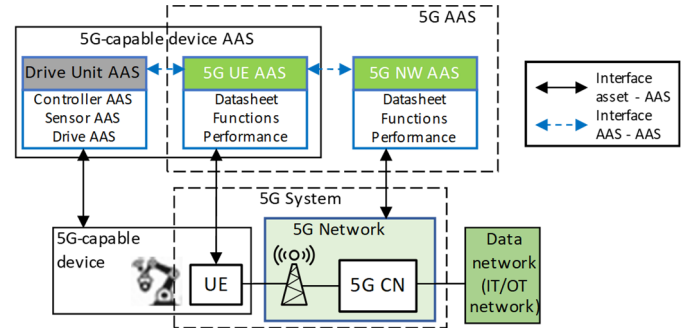 5G AAS
5G-capable device AAS
Drive Unit AAS
Controller AAS
Sensor AAS
Drive AAS
5G UE AAS
Datasheet
Functions
Performance
5G NW AAS
Datasheet
Functions
Performance
Interface
asset - AAS
Interface
AAS - AAS
5G System
5G-capable
device
UE
5G Network
5G CN
Data
network
(IT/OT
network)